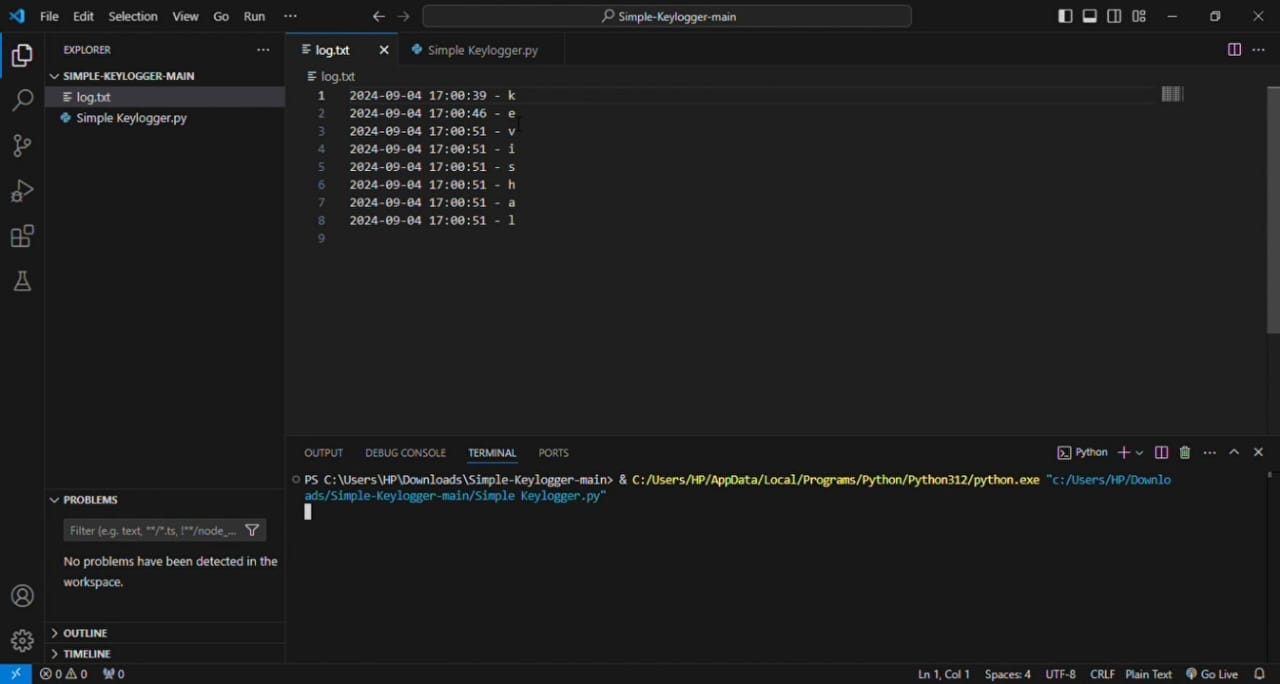 File Edit Selection View Go Run ···
Simple-Keylogger-main
EXPLORER
SIMPLE-KEYLOGGER-MAIN
log.txt
Simple Keylogger.py
log.txt
Simple Keylogger.py
log.txt
1 2024-09-04 17:00:39 - k
2 2024-09-04 17:00:46 - e
3 2024-09-04 17:00:51 - v
4 2024-09-04 17:00:51 - i
5 2024-09-04 17:00:51 - s
6 2024-09-04 17:00:51 - h
7 2024-09-04 17:00:51 - a
8 2024-09-04 17:00:51 - l
9
PROBLEMS
Filter (e.g. text, **/*.ts, !**/node_...
No problems have been detected in the
workspace.
OUTLINE
TIMELINE
OUTPUT DEBUG CONSOLE TERMINAL PORTS
Python
PS C:\Users\HP\Downloads\Simple-Keylogger-main> & C:/Users/HP/AppData/Local/Programs/Python/Python312/python.exe "c:/Users/HP/Downlo
ads/Simple-Keylogger-main/Simple Keylogger.py"
0 0 0
Ln 1, Col 1 Spaces: 4 UTF-8 CRLF Plain Text Go Live